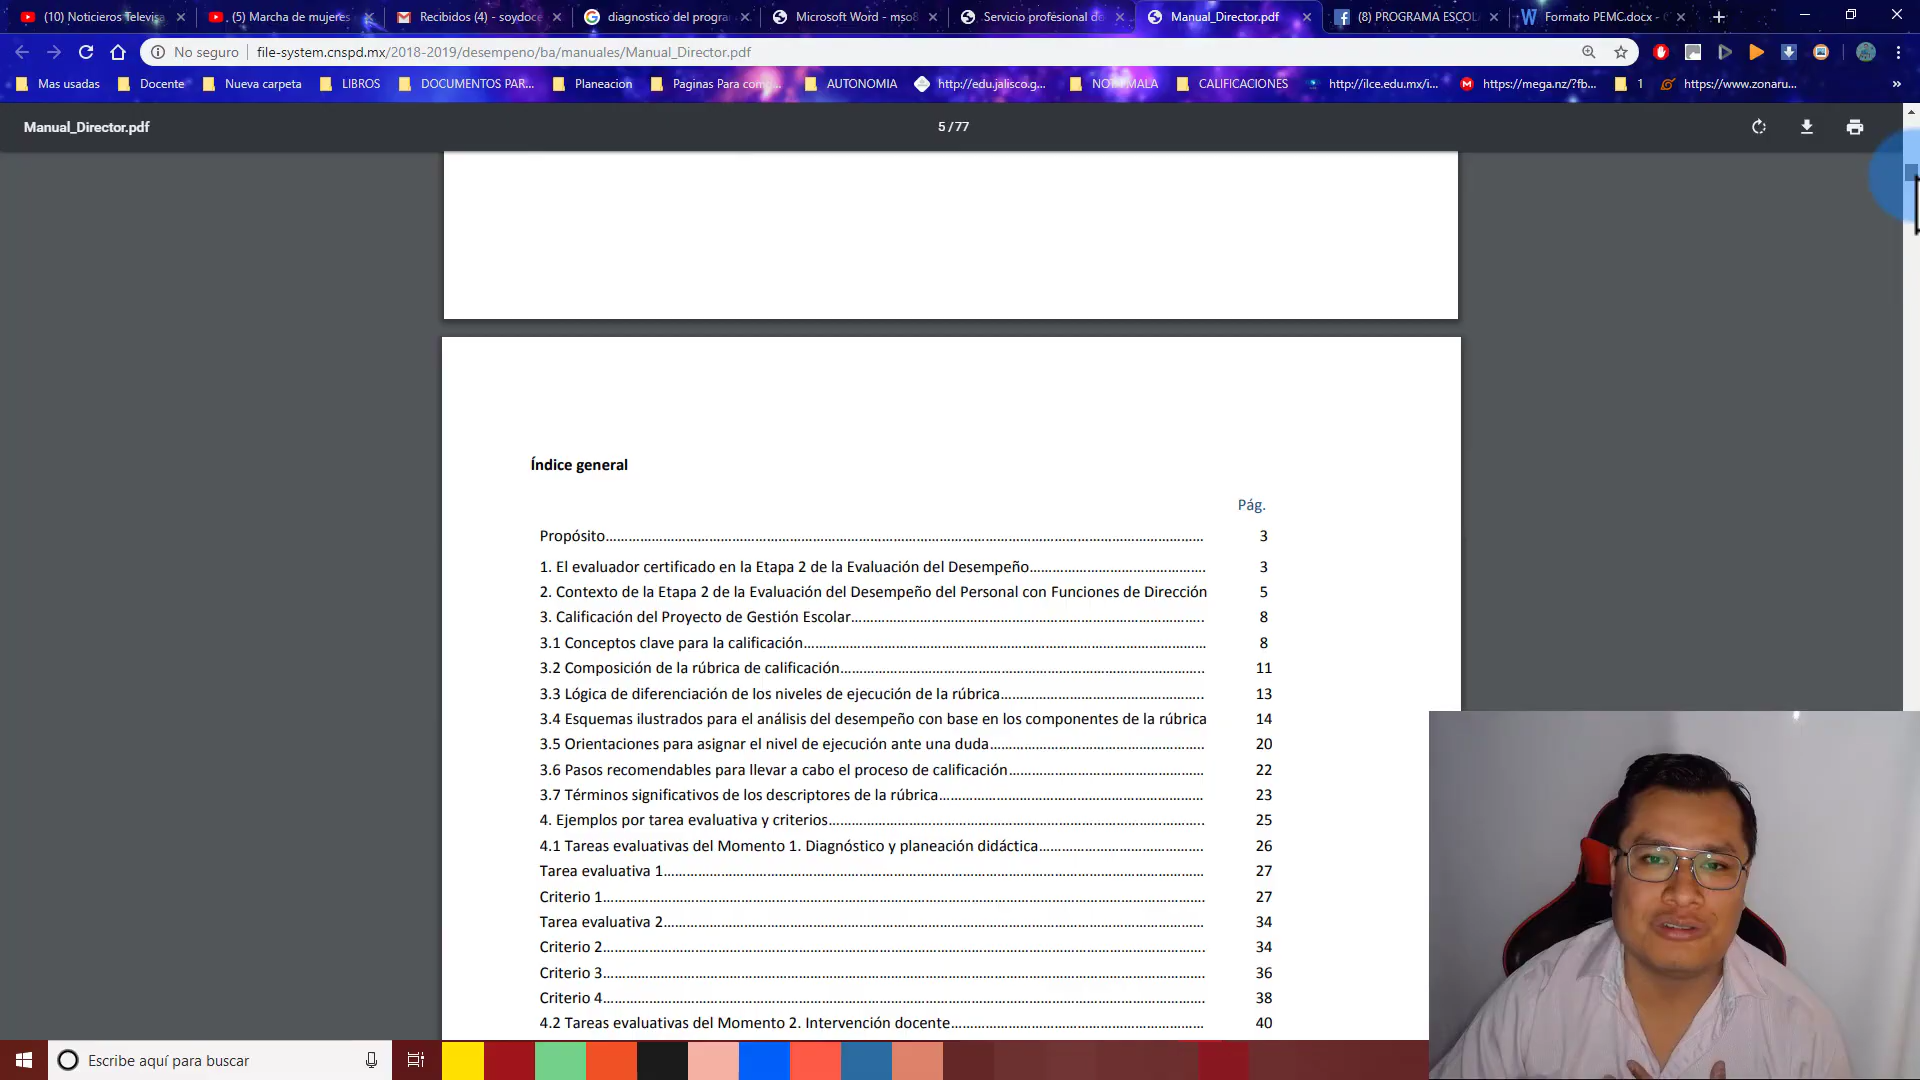 (10) Noticieros Televisa
(5) Marcha de mujeres
Recibidos (4) - soydoce
diagnostico del progra
Microsoft Word - mso8
Servicio profesional d
Manual_Director.pdf
(8) PROGRAMA ESCOL
Formato PEMC.docx -
No seguro
file-system.cnspd.mx/2018-2019/desempeno/ba/manuales/Manual_Director.pdf
Mas usadas
Docente
Nueva carpeta
LIBROS
DOCUMENTOS PAR...
Planeacion
Paginas Para com...
AUTONOMIA
http://edu.jalisco.g...
CALIFICACIONES
http://ilce.edu.mx/i...
https://mega.nz/?fb...
1
https://www.zonaru...
Manual_Director.pdf
5 / 77
Índice general
Pág.
Propósito 3
1. El evaluador certificado en la Etapa 2 de la Evaluación del Desempeño 3
2. Contexto de la Etapa 2 de la Evaluación del Desempeño del Personal con Funciones de Dirección 5
3. Calificación del Proyecto de Gestión Escolar 8
3.1 Conceptos clave para la calificación 8
3.2 Composición de la rúbrica de calificación 11
3.3 Lógica de diferenciación de los niveles de ejecución de la rúbrica 13
3.4 Esquemas ilustrados para el análisis del desempeño con base en los componentes de la rúbrica 14
3.5 Orientaciones para asignar el nivel de ejecución ante una duda 20
3.6 Pasos recomendables para llevar a cabo el proceso de calificación 22
3.7 Términos significativos de los descriptores de la rúbrica 23
4. Ejemplos por tarea evaluativa y criterios 25
4.1 Tareas evaluativas del Momento 1. Diagnóstico y planeación didáctica 26
Tarea evaluativa 1 27
Criterio 1 27
Tarea evaluativa 2 34
Criterio 2 34
Criterio 3 36
Criterio 4 38
4.2 Tareas evaluativas del Momento 2. Intervención docente 40
Escribe aquí para buscar